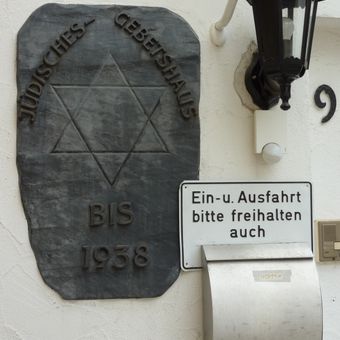 JÜDISCHES-
GEBETSHAUS
BIS
1938
Ein-u. Ausfahrt
bitte freihalten
auch
9